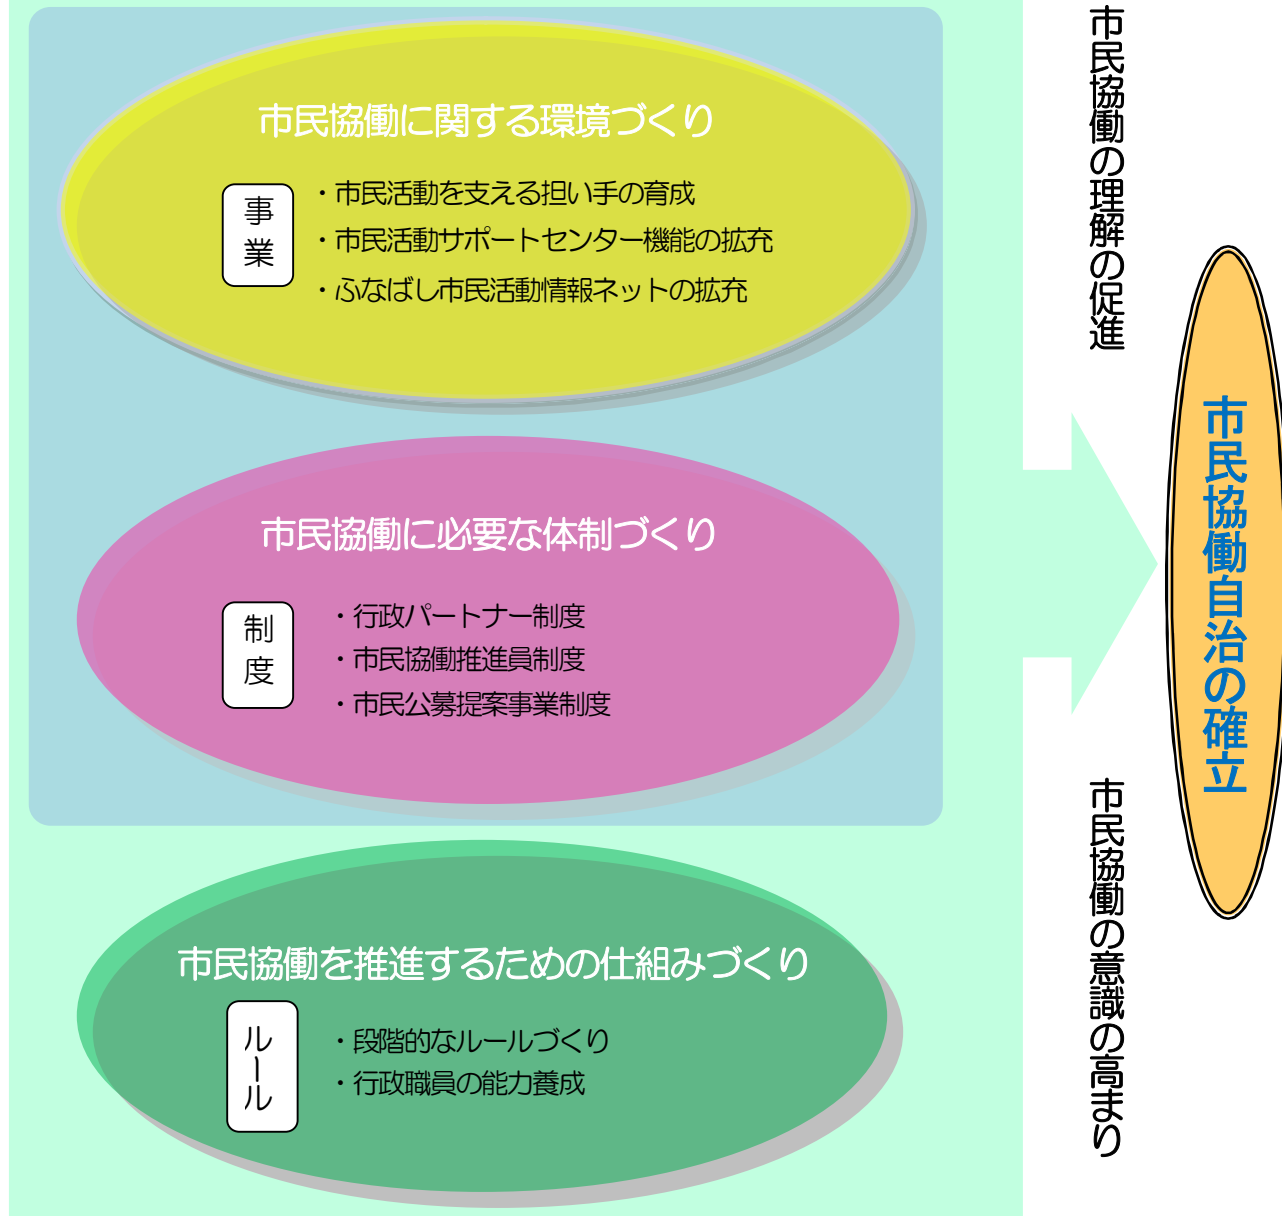 市民協働に関する環境づくり
事業
・市民活動を支える担い手の育成
・市民活動サポートセンター機能の拡充
・ふなばし市民活動情報ネットの拡充
市民協働に必要な体制づくり
制度
・行政パートナー制度
・市民協働推進員制度
・市民公募提案事業制度
市民協働を推進するための仕組みづくり
ルール
・段階的なルールづくり
・行政職員の能力養成
市民協働の理解の促進
市民協働の意識の高まり
市民協働自治の確立